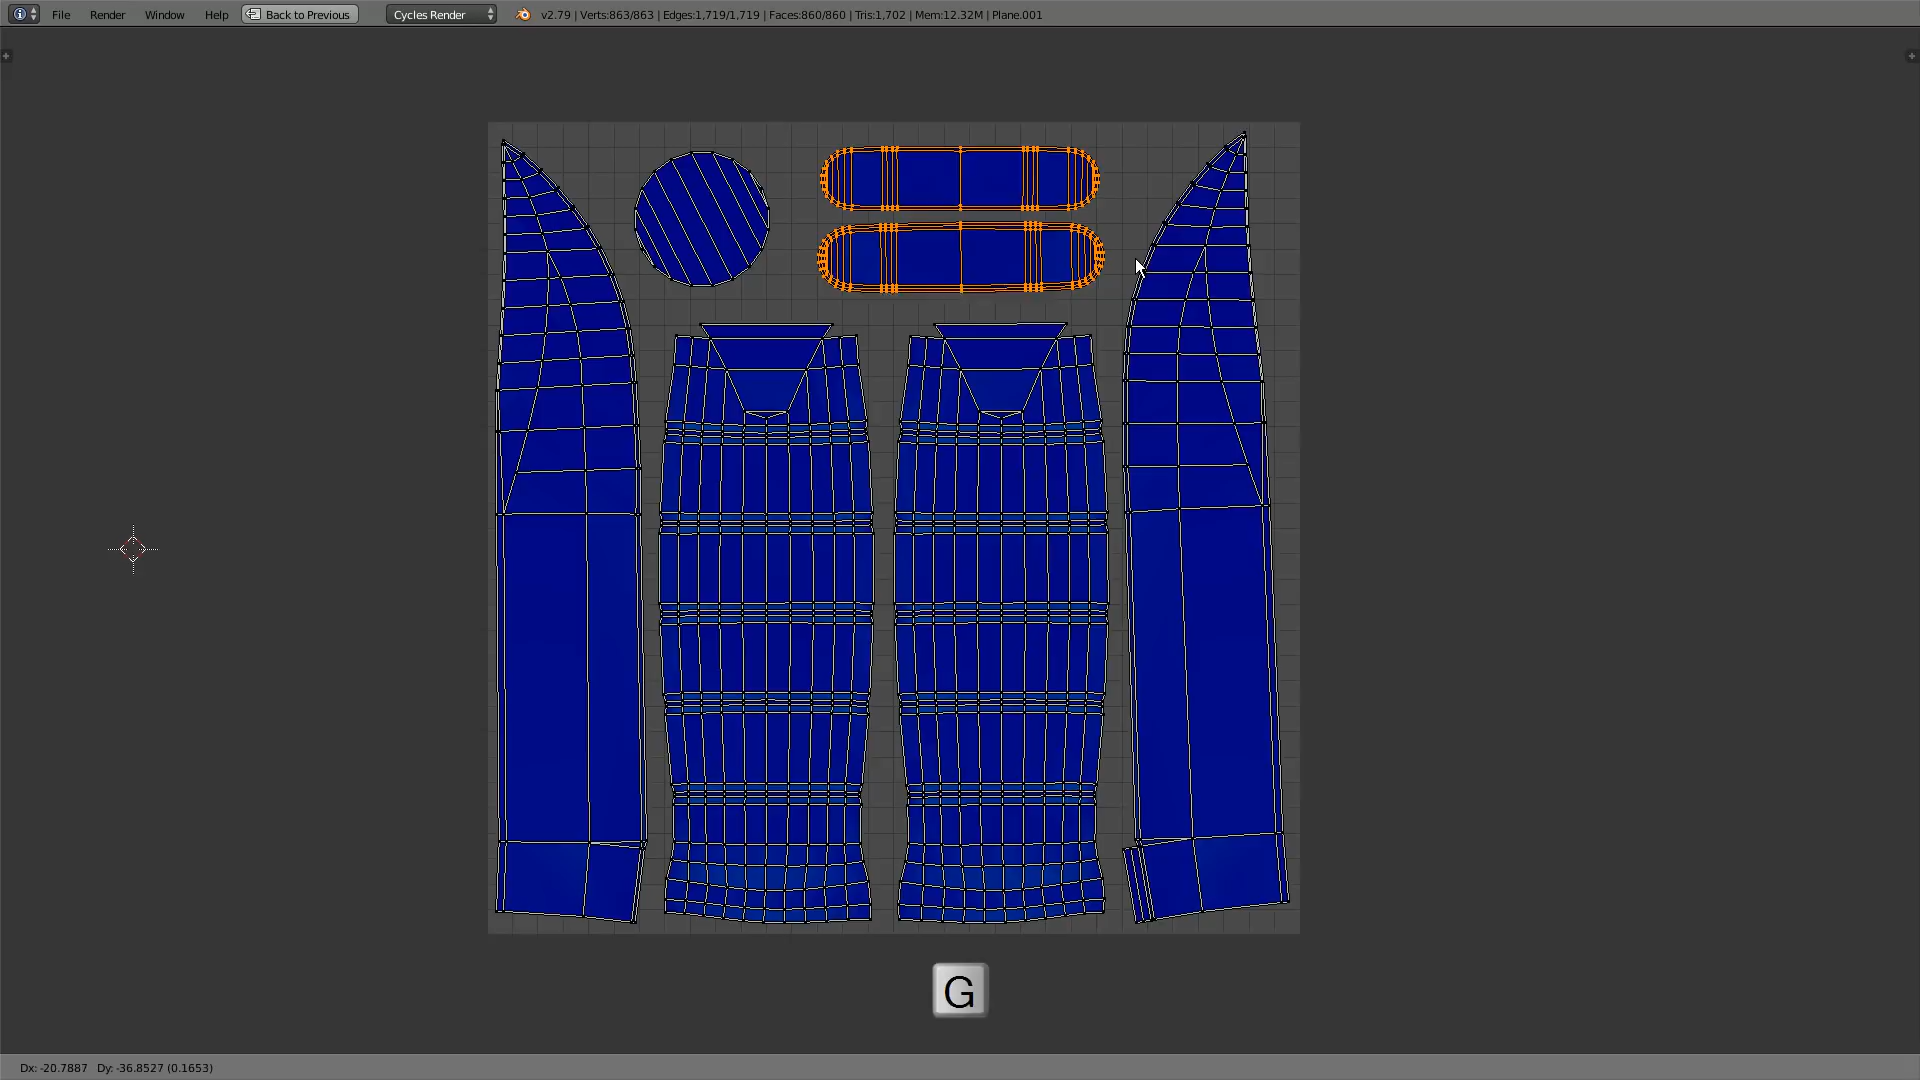 File Render Window Help Back to Previous Cycles Render v2.79 | Verts:863/863 | Edges:1,719/1,719 | Faces:860/860 | Tris:1,702 | Mem:12.32M | Plane.001
G
Dx: -20.7887 Dy: -36.8527 (0.1653)